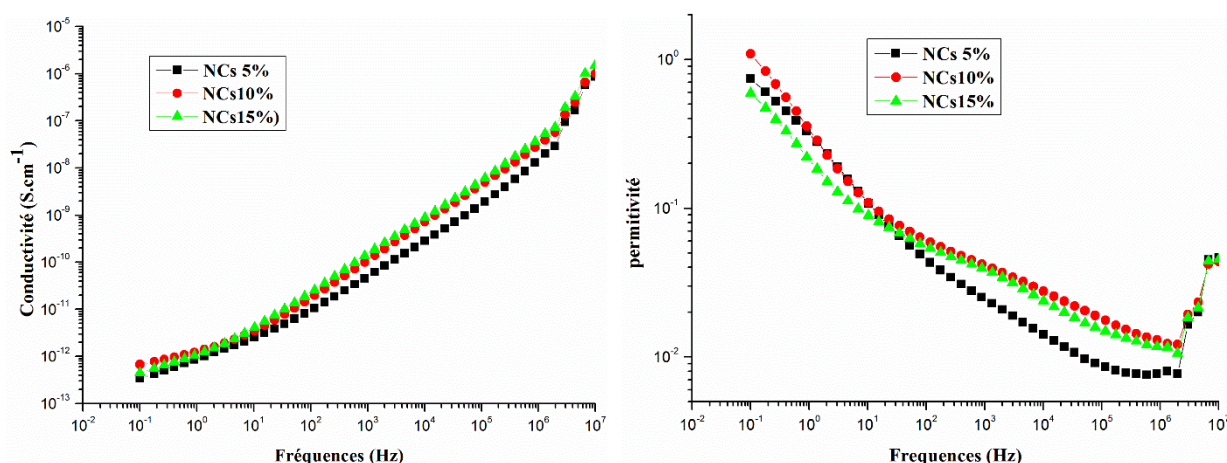 10⁻⁵
10⁻⁶
10⁻⁷
10⁻⁸
10⁻⁹
10⁻¹⁰
10⁻¹¹
10⁻¹²
10⁻¹³
Conductivité (S.cm⁻¹)
NCs 5%
NCs10%
NCs15%)
10⁻² 10⁻¹ 10⁰ 10¹ 10² 10³ 10⁴ 10⁵ 10⁶ 10⁷
Fréquences (Hz)
10⁰
10⁻¹
10⁻²
permitivité
NCs 5%
NCs10%
NCs15%
10⁻² 10⁻¹ 10⁰ 10¹ 10² 10³ 10⁴ 10⁵ 10⁶ 10⁷
Frequences (Hz)